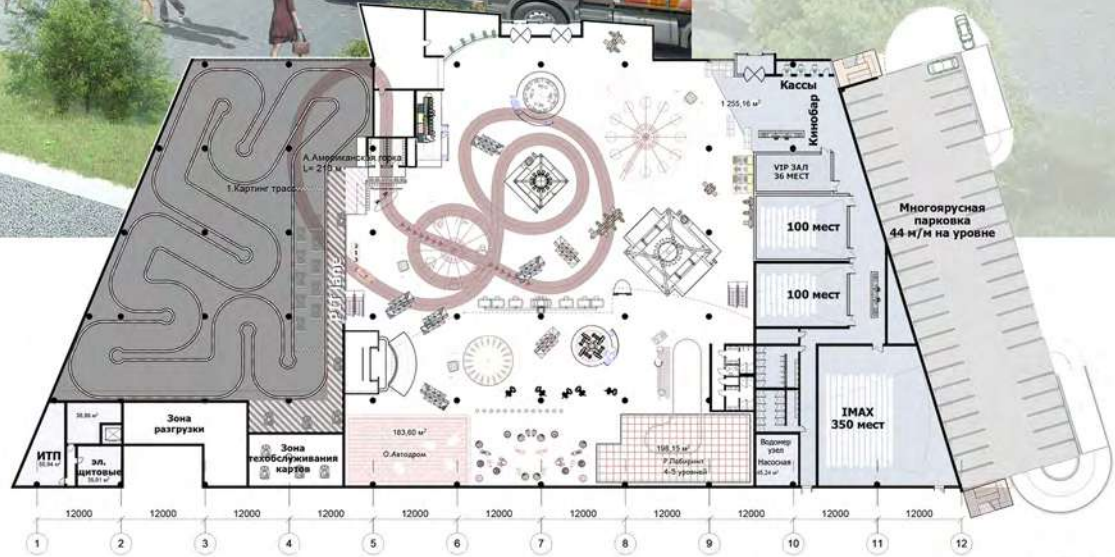 Кассы
Кинобар
1 255,16 м²
А.Американская горка
L= 210 м
1.Картинг трасса
VIP ЗАЛ
36 МЕСТ
100 мест
100 мест
Многоярусная
парковка
44 м/м на уровне
IMAX
350 мест
Зона
разгрузки
ИТП
эл.
щитовые
Зона
техобслуживания
картов
183,60 м²
О.Автодром
198,15 м²
Р.Лабиринт
4-5 уровней
Водомер
узел
Насосная
12000 12000 12000 12000 12000 12000 12000 12000 12000 12000 12000
1 2 3 4 5 6 7 8 9 10 11 12